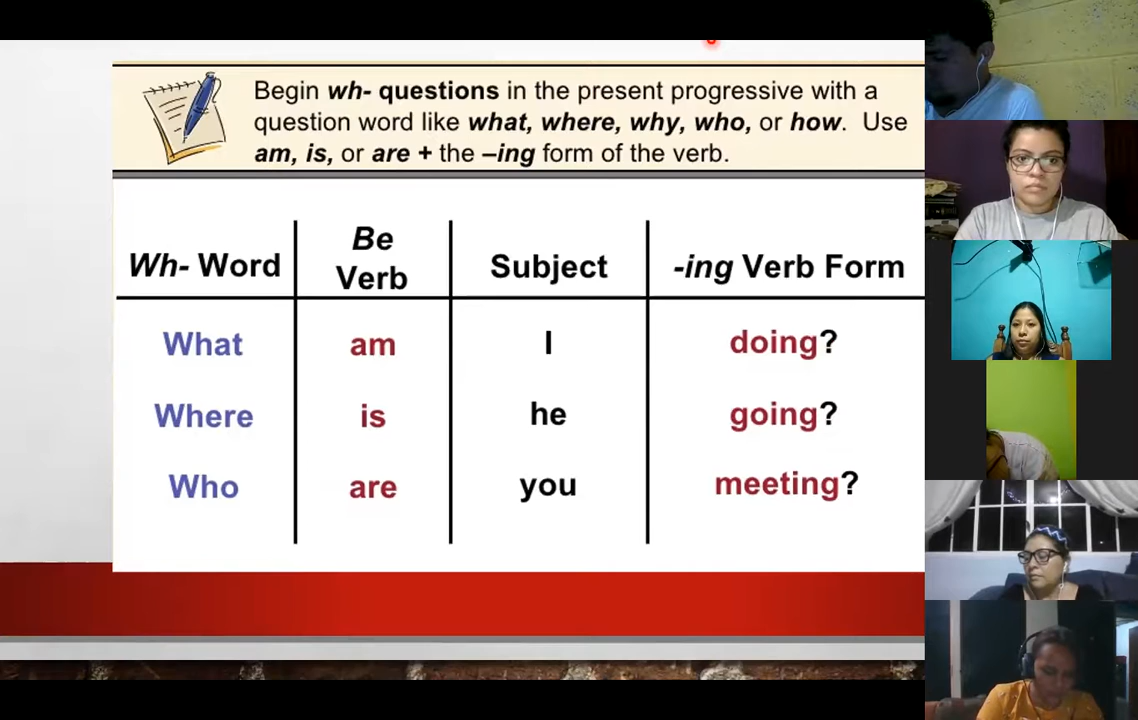 Begin wh- questions in the present progressive with a
question word like what, where, why, who, or how. Use
am, is, or are + the –ing form of the verb.
Wh- Word Be Verb Subject -ing Verb Form
What am I doing?
Where is he going?
Who are you meeting?